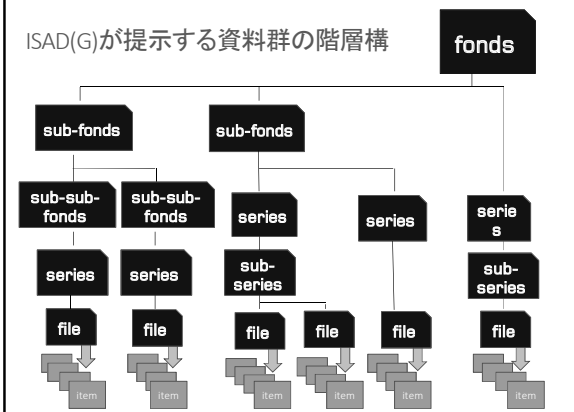 ISAD(G)が提示する資料群の階層構
fonds
sub-fonds
sub-fonds
sub-sub-
fonds
sub-sub-
fonds
series
series
serie
s
series
series
sub-
series
sub-
series
file
file
file
file
file
file
item
item
item
item
item
item